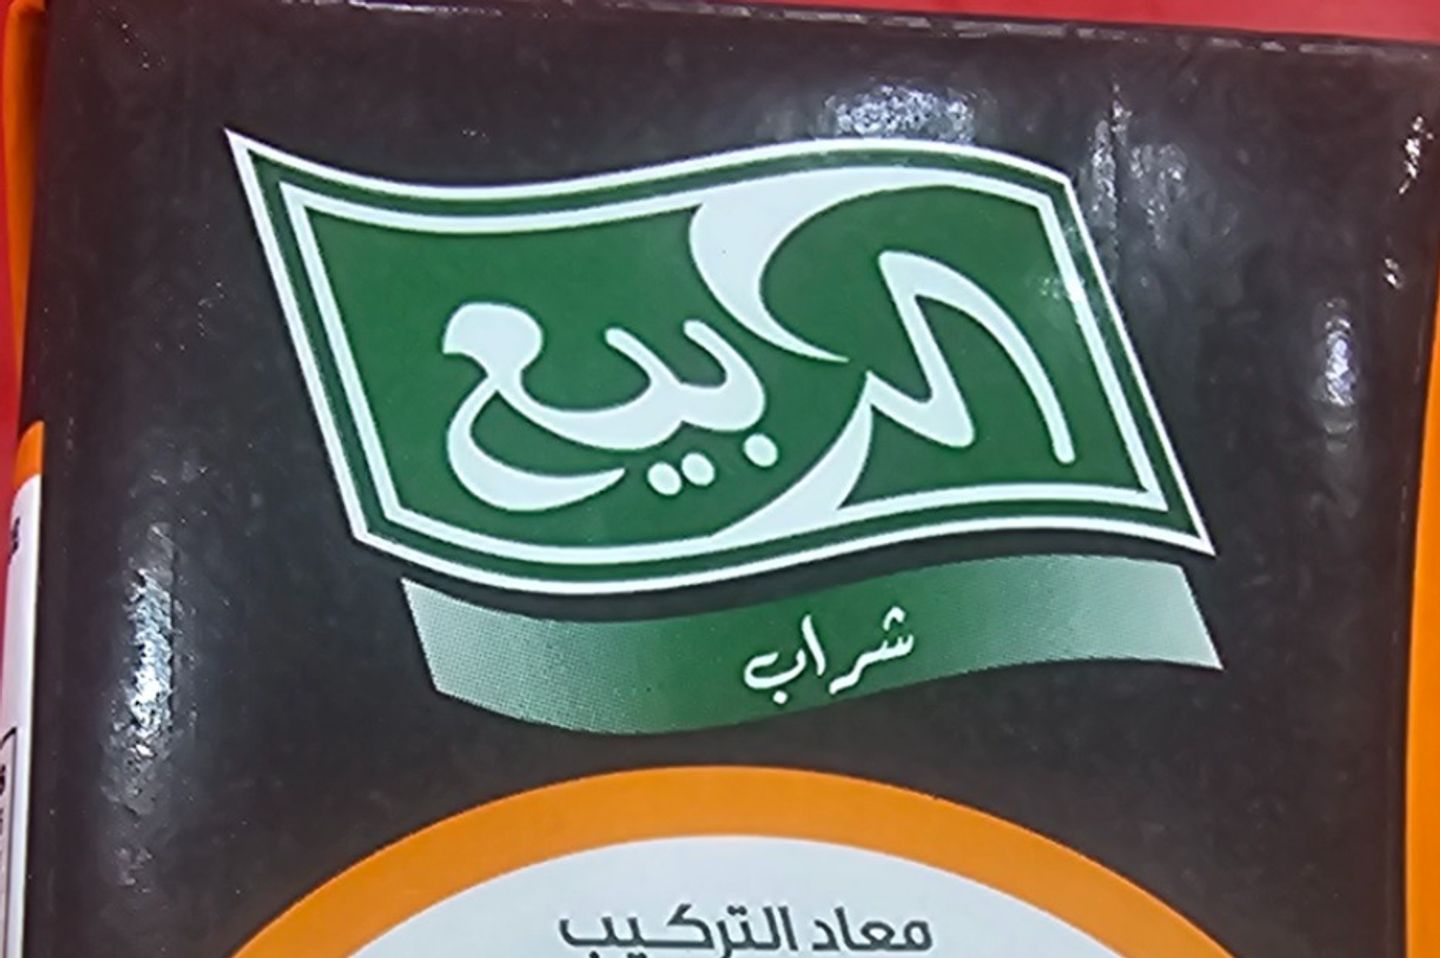 الربيع
شراب
معاد التركيب